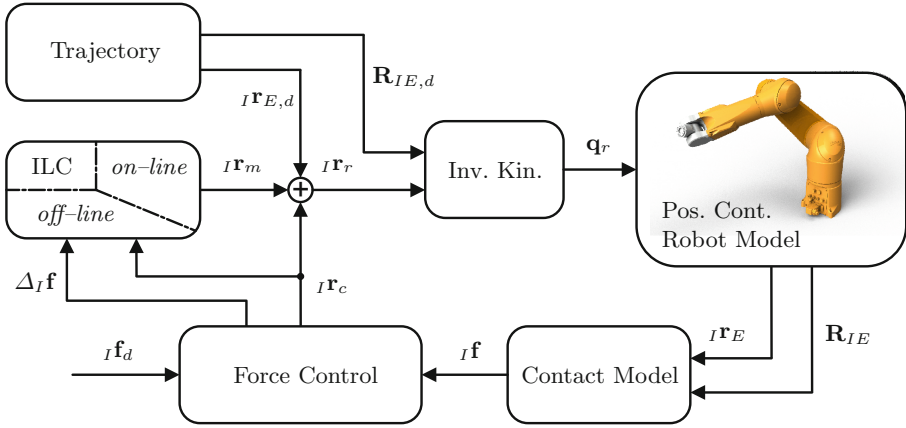 Trajectory
R_{IE,d}
_I r_{E,d}
ILC
on–line
off–line
_I r_m
+
_I r_r
Inv. Kin.
q_r
Pos. Cont.
Robot Model
Δ_I f
_I r_c
_I r_E
R_{IE}
_I f_d
Force Control
_I f
Contact Model